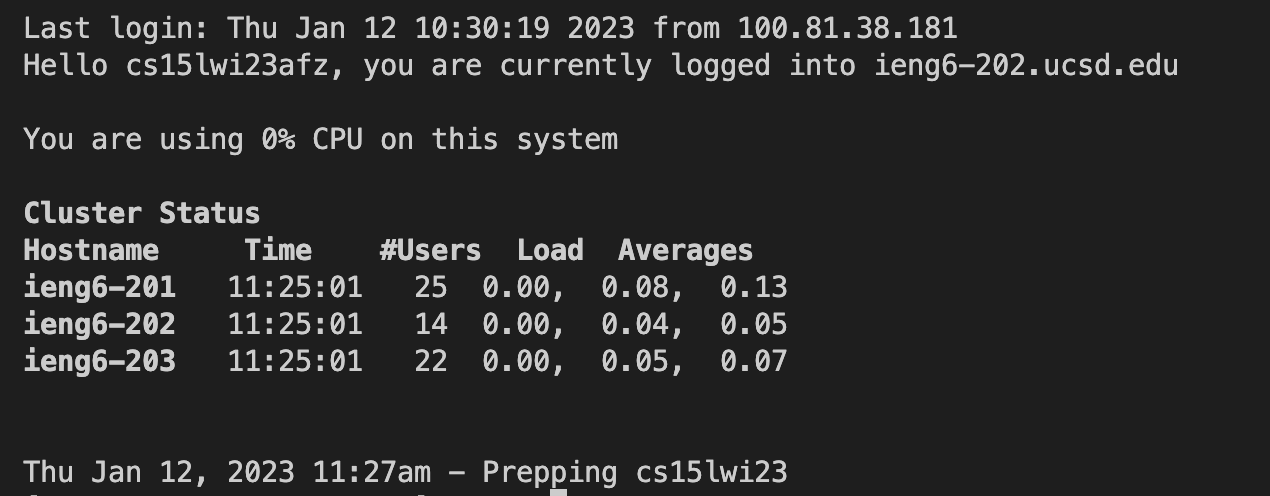 Last login: Thu Jan 12 10:30:19 2023 from 100.81.38.181
Hello cs15lwi23afz, you are currently logged into ieng6-202.ucsd.edu
You are using 0% CPU on this system
Cluster Status
Hostname     Time    #Users  Load  Averages
ieng6-201   11:25:01   25  0.00,  0.08,  0.13
ieng6-202   11:25:01   14  0.00,  0.04,  0.05
ieng6-203   11:25:01   22  0.00,  0.05,  0.07
Thu Jan 12, 2023 11:27am - Prepping cs15lwi23